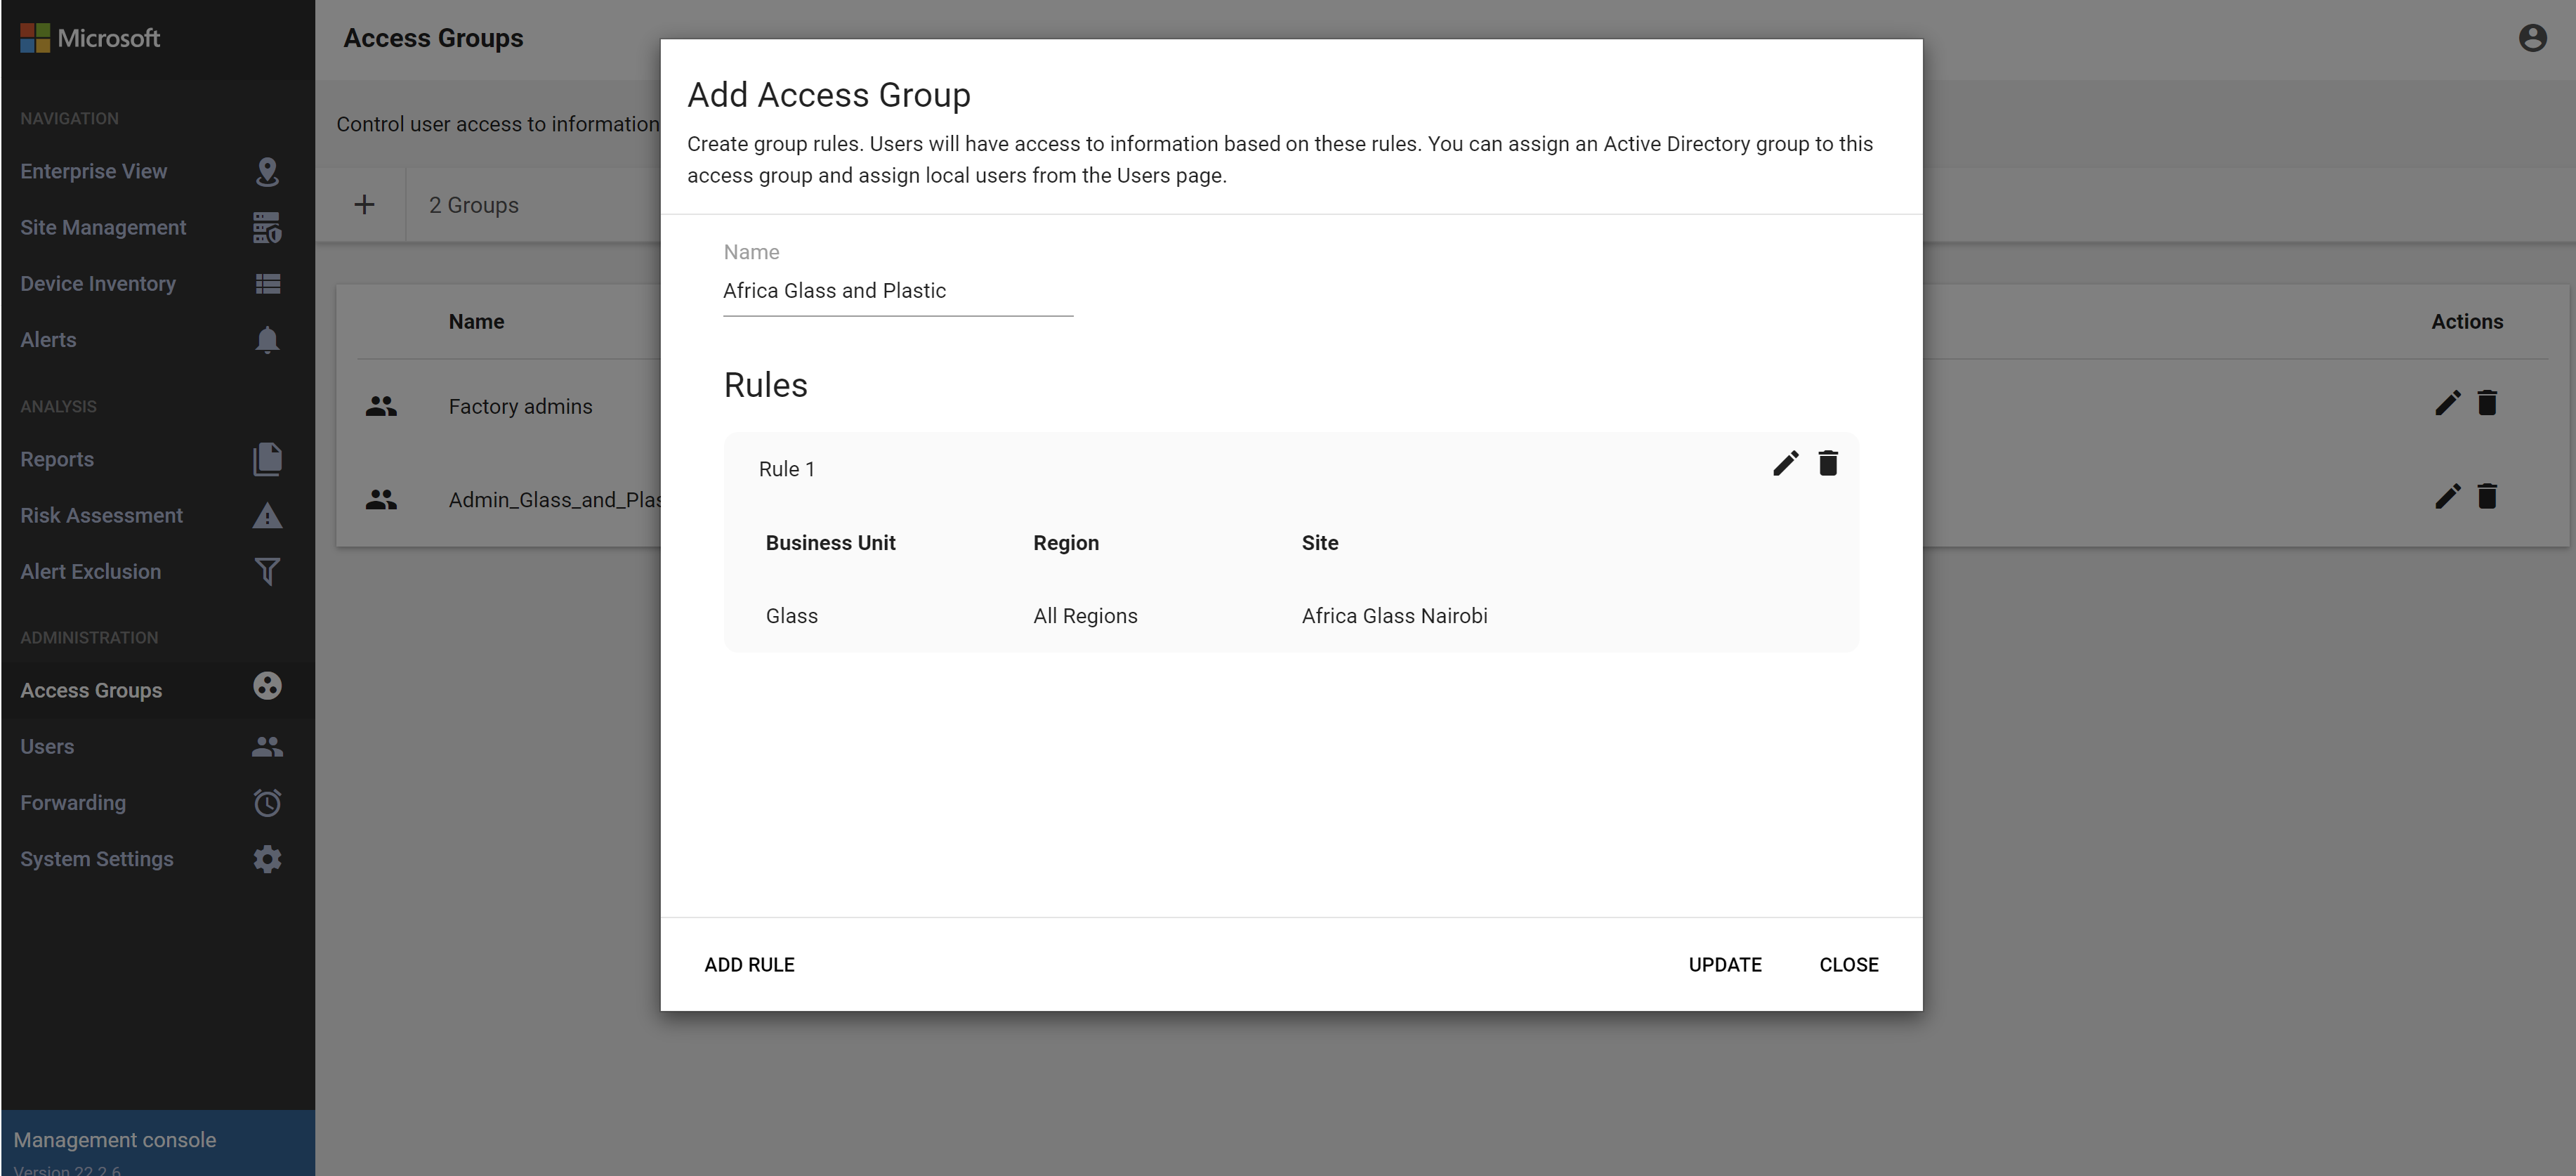 Microsoft
NAVIGATION
Enterprise View
Site Management
Device Inventory
Alerts
ANALYSIS
Reports
Risk Assessment
Alert Exclusion
ADMINISTRATION
Access Groups
Users
Forwarding
System Settings
Management console
Version 22.2.6
Access Groups
Control user access to information
2 Groups
Name
Actions
Factory admins
Admin_Glass_and_Plas
Add Access Group
Create group rules. Users will have access to information based on these rules. You can assign an Active Directory group to this
access group and assign local users from the Users page.
Name
Africa Glass and Plastic
Rules
Rule 1
Business Unit Region Site
Glass All Regions Africa Glass Nairobi
ADD RULE
UPDATE
CLOSE